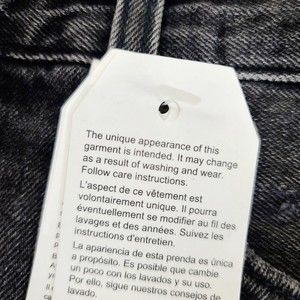 The unique appearance of this
garment is intended. It may change
as a result of washing and wear.
Follow care instructions.
L'aspect de ce vêtement est
volontairement unique. Il pourra
éventuellement se modifier au fil des
lavages et des années. Suivez les
instructions d'entretien.
La apariencia de esta prenda es única
a propósito. Es posible que cambie
un poco con los lavados y su uso.
Por ello, sigue nuestros consejos de
lavado.